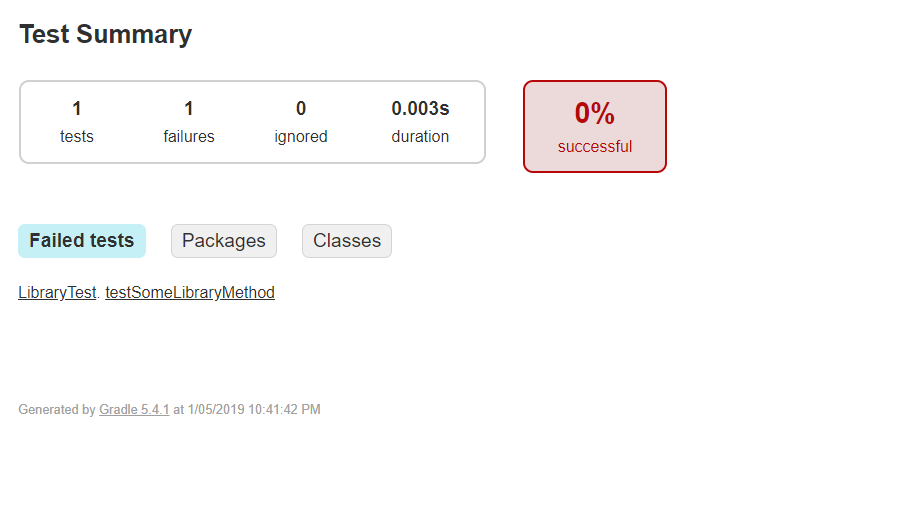 Test Summary
1 1 0 0.003s
tests failures ignored duration
0%
successful
Failed tests Packages Classes
LibraryTest. testSomeLibraryMethod
Generated by Gradle 5.4.1 at 1/05/2019 10:41:42 PM